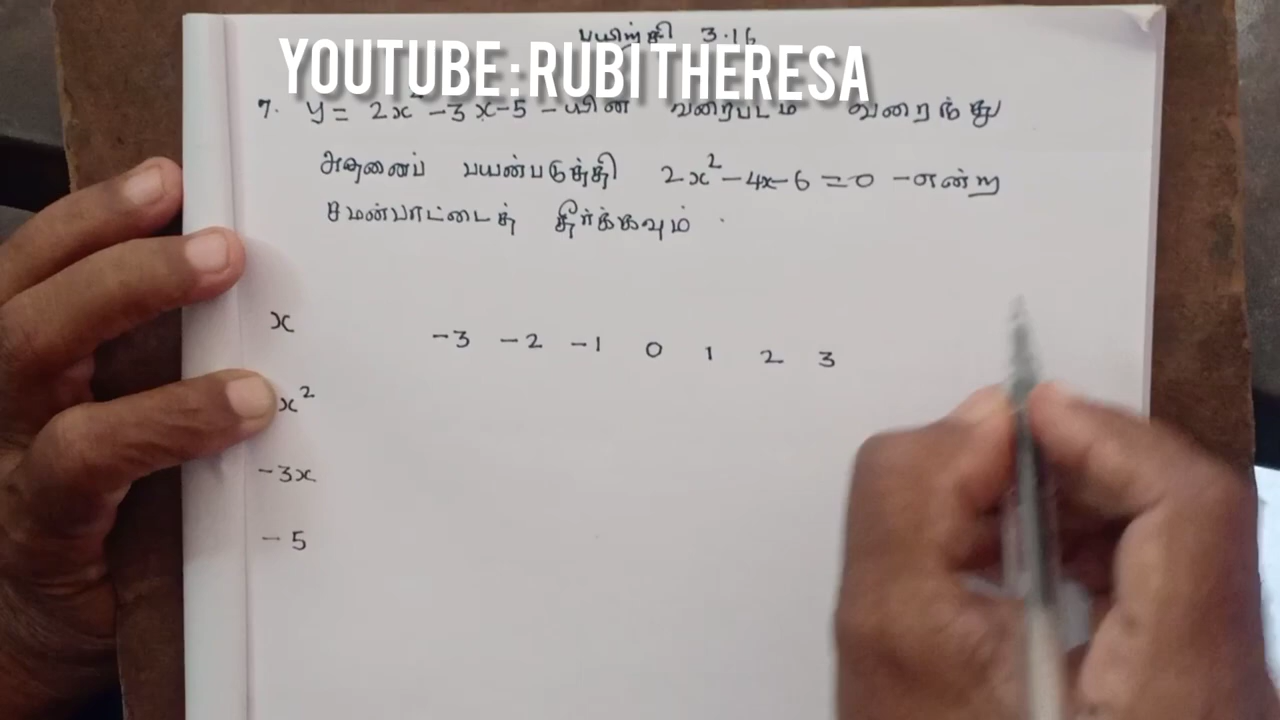 பயிற்சி 3.16
YOUTUBE : RUBI THERESA
7. y = 2x² - 3x - 5 - யின் வரைபடம் வரைந்து
அதனைப் பயன்படுத்தி 2x² - 4x - 6 = 0 - என்ற
சமன்பாட்டைத் தீர்க்கவும்.
x -3 -2 -1 0 1 2 3
x²
-3x
-5